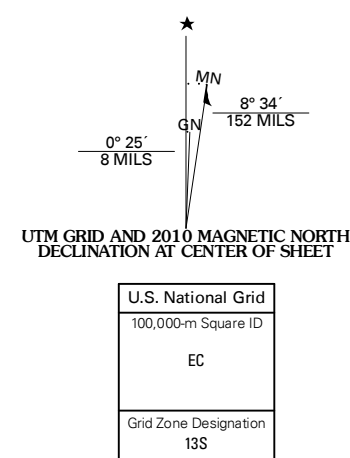 MN
8° 34´
GN
152 MILS
0° 25´
8 MILS
UTM GRID AND 2010 MAGNETIC NORTH
DECLINATION AT CENTER OF SHEET
U.S. National Grid
100,000-m Square ID
EC
Grid Zone Designation
13S